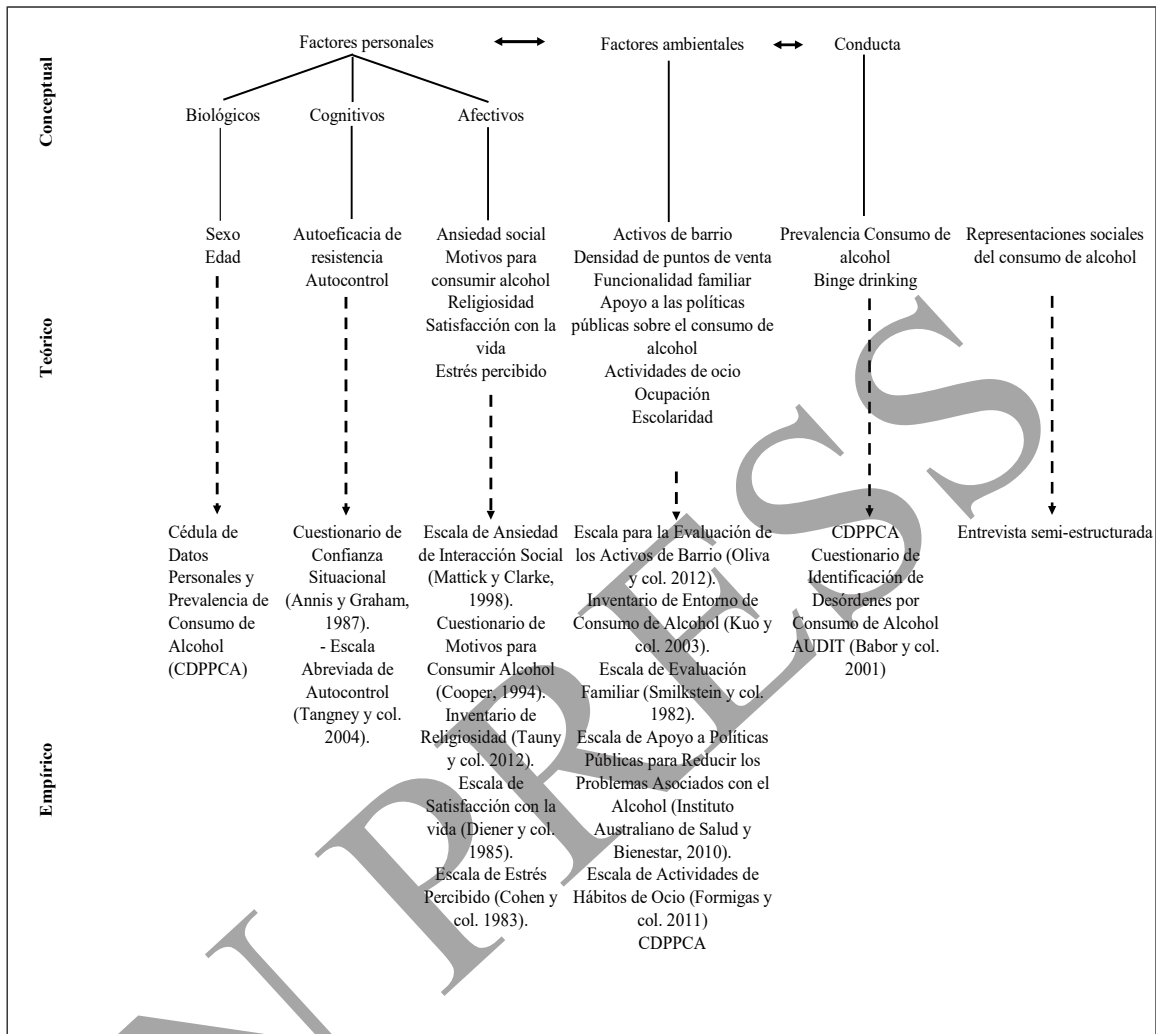 Conceptual
Factores personales
Factores ambientales
Conducta
Biológicos
Cognitivos
Afectivos
Teórico
Sexo
Edad
Autoeficacia de
resistencia
Autocontrol
Ansiedad social
Motivos para
consumir alcohol
Religiosidad
Satisfacción con la
vida
Estrés percibido
Activos de barrio
Densidad de puntos de venta
Funcionalidad familiar
Apoyo a las políticas
públicas sobre el consumo de
alcohol
Actividades de ocio
Ocupación
Escolaridad
Prevalencia Consumo de
alcohol
Binge drinking
Representaciones sociales
del consumo de alcohol
Empírico
Cédula de
Datos
Personales y
Prevalencia de
Consumo de
Alcohol
(CDPPCA)
Cuestionario de
Confianza
Situacional
(Annis y Graham,
1987).
- Escala
Abreviada de
Autocontrol
(Tangney y col.
2004).
Escala de Ansiedad
de Interacción Social
(Mattick y Clarke,
1998).
Cuestionario de
Motivos para
Consumir Alcohol
(Cooper, 1994).
Inventario de
Religiosidad (Tauny
y col. 2012).
Escala de
Satisfacción con la
vida (Diener y col.
1985).
Escala de Estrés
Percibido (Cohen y
col. 1983).
Escala para la Evaluación de
los Activos de Barrio (Oliva
y col. 2012).
Inventario de Entorno de
Consumo de Alcohol (Kuo y
col. 2003).
Escala de Evaluación
Familiar (Smilkstein y col.
1982).
Escala de Apoyo a Políticas
Públicas para Reducir los
Problemas Asociados con el
Alcohol (Instituto
Australiano de Salud y
Bienestar, 2010).
Escala de Actividades de
Hábitos de Ocio (Formigas y
col. 2011)
CDPPCA
CDPPCA
Cuestionario de
Identificación de
Desórdenes por
Consumo de Alcohol
AUDIT (Babor y col.
2001)
Entrevista semi-estructurada
N PRESS